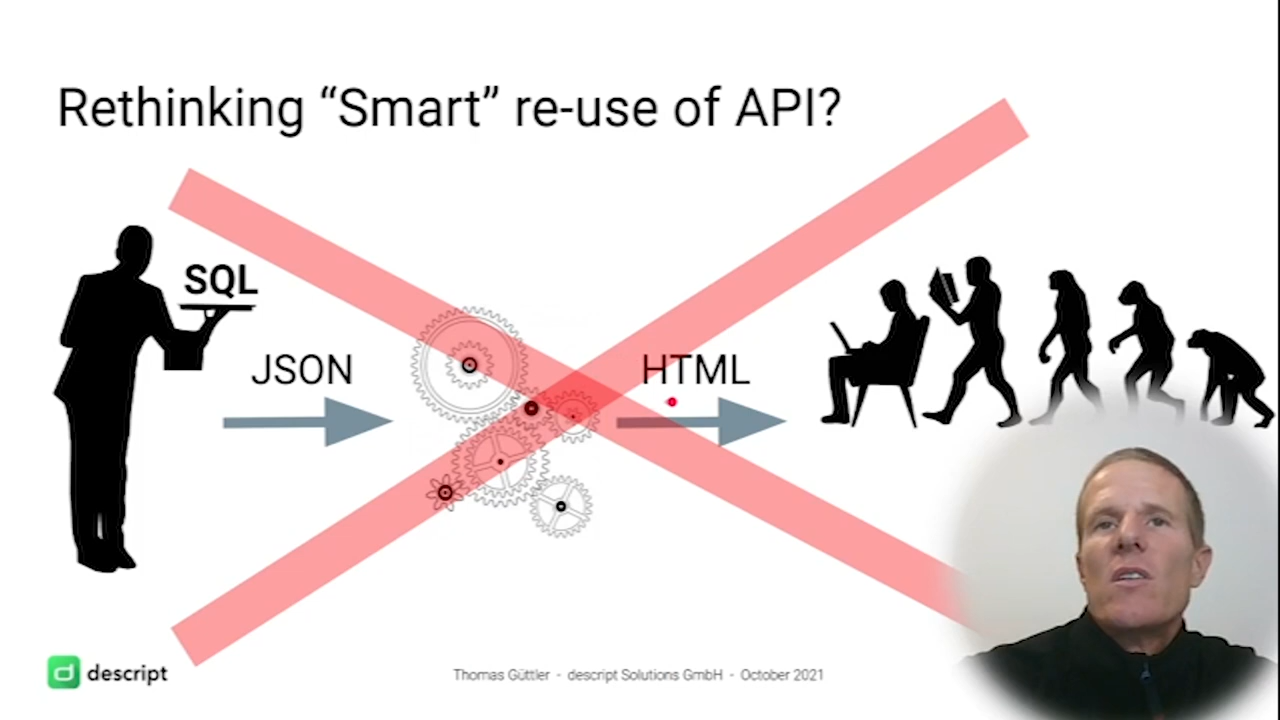 Rethinking “Smart” re-use of API?
SQL
JSON
HTML
descript
Thomas Güttler - descript Solutions GmbH - October 2021